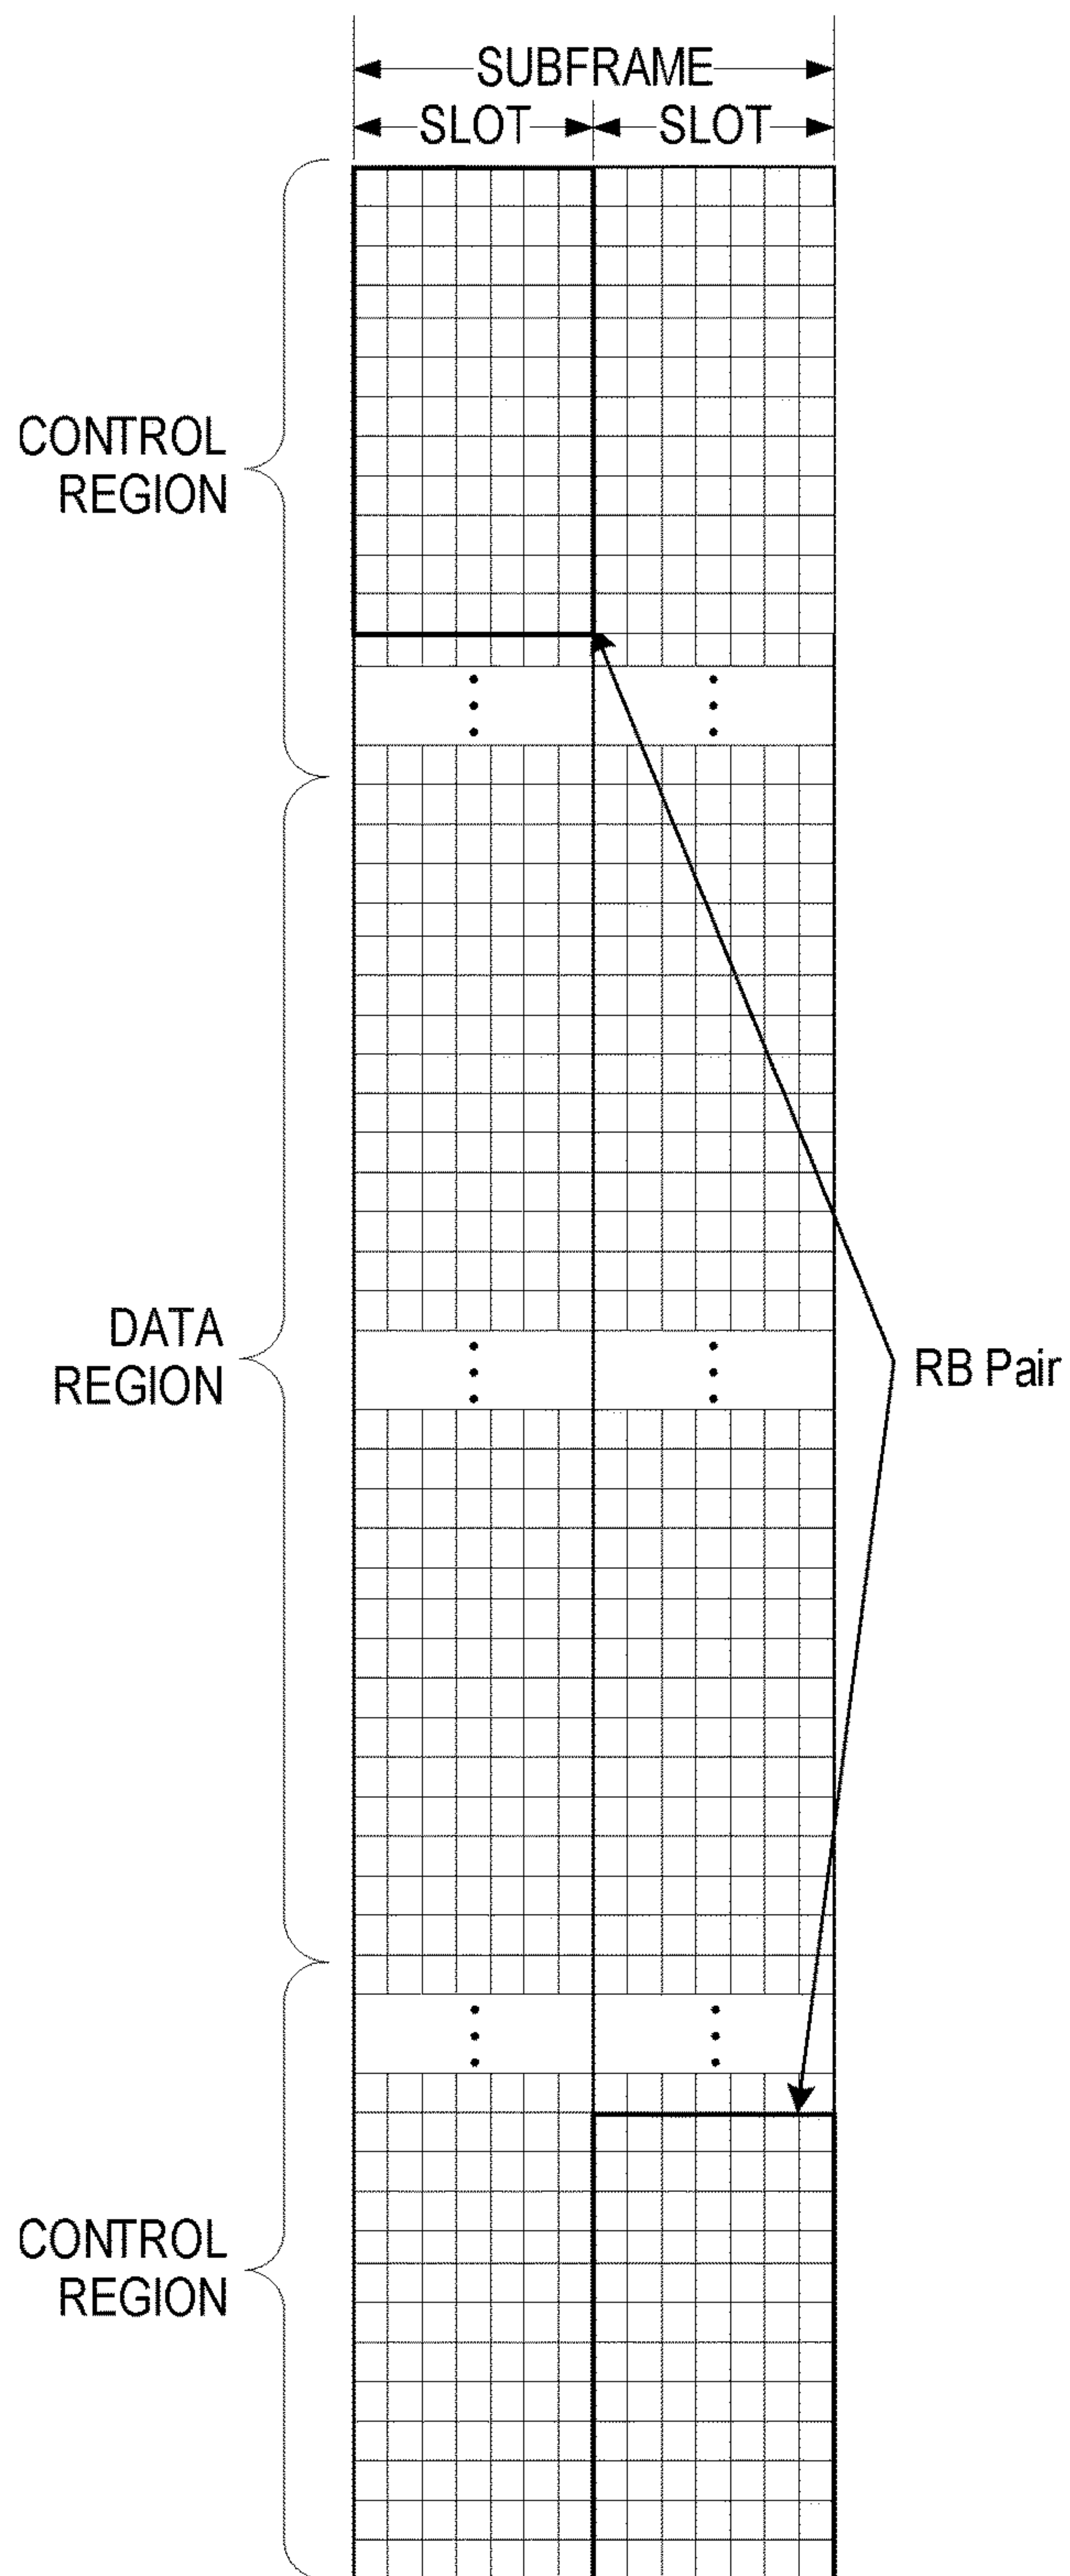 SUBFRAME
SLOT SLOT
CONTROL
REGION
DATA
REGION
RB Pair
CONTROL
REGION